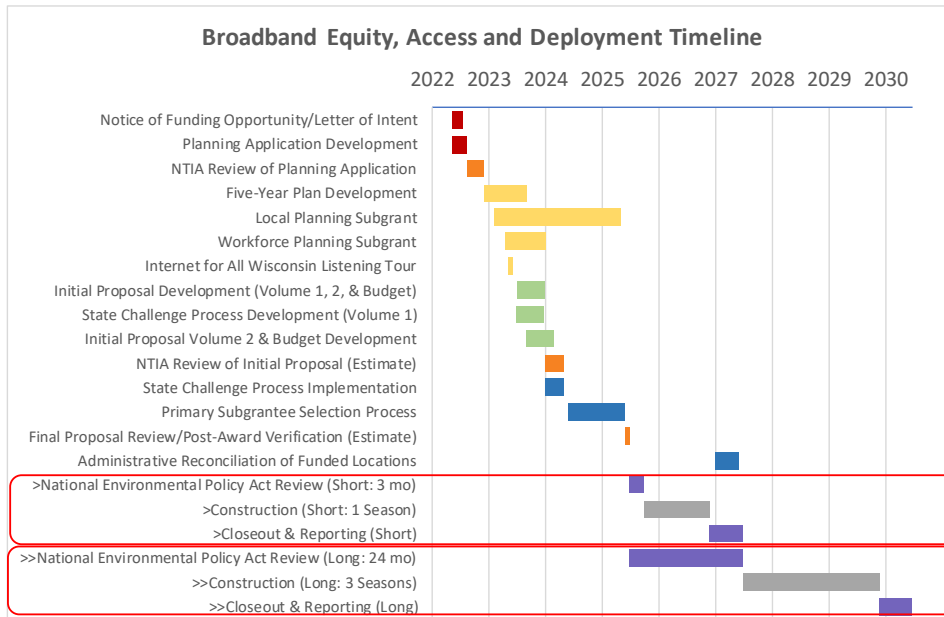 Broadband Equity, Access and Deployment Timeline
2022 2023 2024 2025 2026 2027 2028 2029 2030
Notice of Funding Opportunity/Letter of Intent
Planning Application Development
NTIA Review of Planning Application
Five-Year Plan Development
Local Planning Subgrant
Workforce Planning Subgrant
Internet for All Wisconsin Listening Tour
Initial Proposal Development (Volume 1, 2, & Budget)
State Challenge Process Development (Volume 1)
Initial Proposal Volume 2 & Budget Development
NTIA Review of Initial Proposal (Estimate)
State Challenge Process Implementation
Primary Subgrantee Selection Process
Final Proposal Review/Post-Award Verification (Estimate)
Administrative Reconciliation of Funded Locations
>National Environmental Policy Act Review (Short: 3 mo)
>Construction (Short: 1 Season)
>Closeout & Reporting (Short)
>>National Environmental Policy Act Review (Long: 24 mo)
>>Construction (Long: 3 Seasons)
>>Closeout & Reporting (Long)